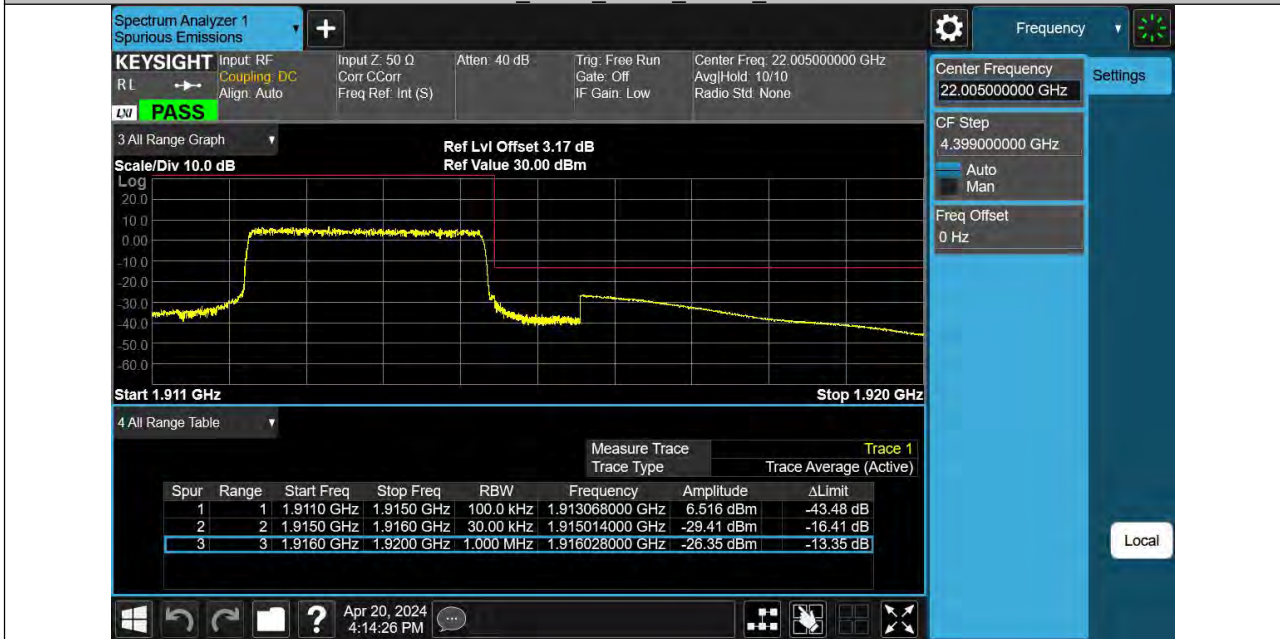 Spectrum Analyzer 1
Spurious Emissions
Frequency
KEYSIGHT
RL
LXI PASS
Input: RF
Coupling: DC
Align: Auto
Input Z: 50 Ω
Corr CCorr
Freq Ref: Int (S)
Atten: 40 dB
Trig: Free Run
Gate: Off
IF Gain: Low
Center Freq: 22.005000000 GHz
Avg|Hold: 10/10
Radio Std: None
Center Frequency
22.005000000 GHz
Settings
CF Step
4.399000000 GHz
Auto
Man
Freq Offset
0 Hz
3 All Range Graph
Ref Lvl Offset 3.17 dB
Scale/Div 10.0 dB
Ref Value 30.00 dBm
Log
20.0
10.0
0.00
-10.0
-20.0
-30.0
-40.0
-50.0
-60.0
Start 1.911 GHz
Stop 1.920 GHz
4 All Range Table
Measure Trace Trace 1
Trace Type Trace Average (Active)
Spur Range Start Freq Stop Freq RBW Frequency Amplitude ΔLimit
1 1 1.9110 GHz 1.9150 GHz 100.0 kHz 1.913068000 GHz 6.516 dBm -43.48 dB
2 2 1.9150 GHz 1.9160 GHz 30.00 kHz 1.915014000 GHz -29.41 dBm -16.41 dB
3 3 1.9160 GHz 1.9200 GHz 1.000 MHz 1.916028000 GHz -26.35 dBm -13.35 dB
Local
Apr 20, 2024
4:14:26 PM